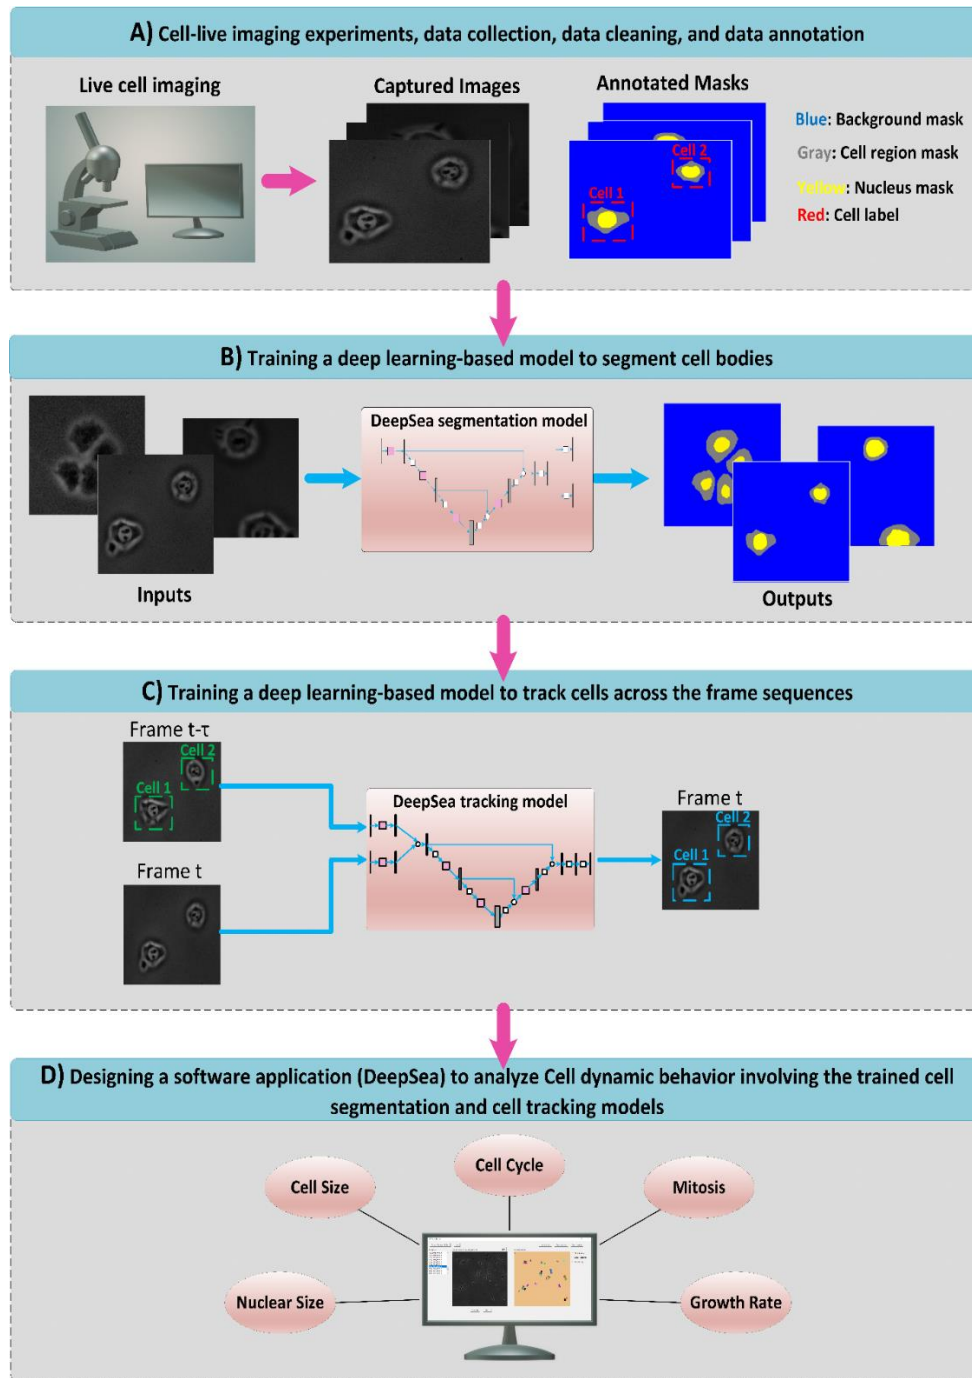 A) Cell-live imaging experiments, data collection, data cleaning, and data annotation
Live cell imaging
Captured Images
Annotated Masks
Cell 2
Cell 1
Blue: Background mask
Gray: Cell region mask
Yellow: Nucleus mask
Red: Cell label
B) Training a deep learning-based model to segment cell bodies
DeepSea segmentation model
Inputs
Outputs
C) Training a deep learning-based model to track cells across the frame sequences
Frame t-τ
Cell 2
Cell 1
Frame t
DeepSea tracking model
Frame t
Cell 2
Cell 1
D) Designing a software application (DeepSea) to analyze Cell dynamic behavior involving the trained cell
segmentation and cell tracking models
Cell Cycle
Cell Size
Mitosis
Nuclear Size
Growth Rate